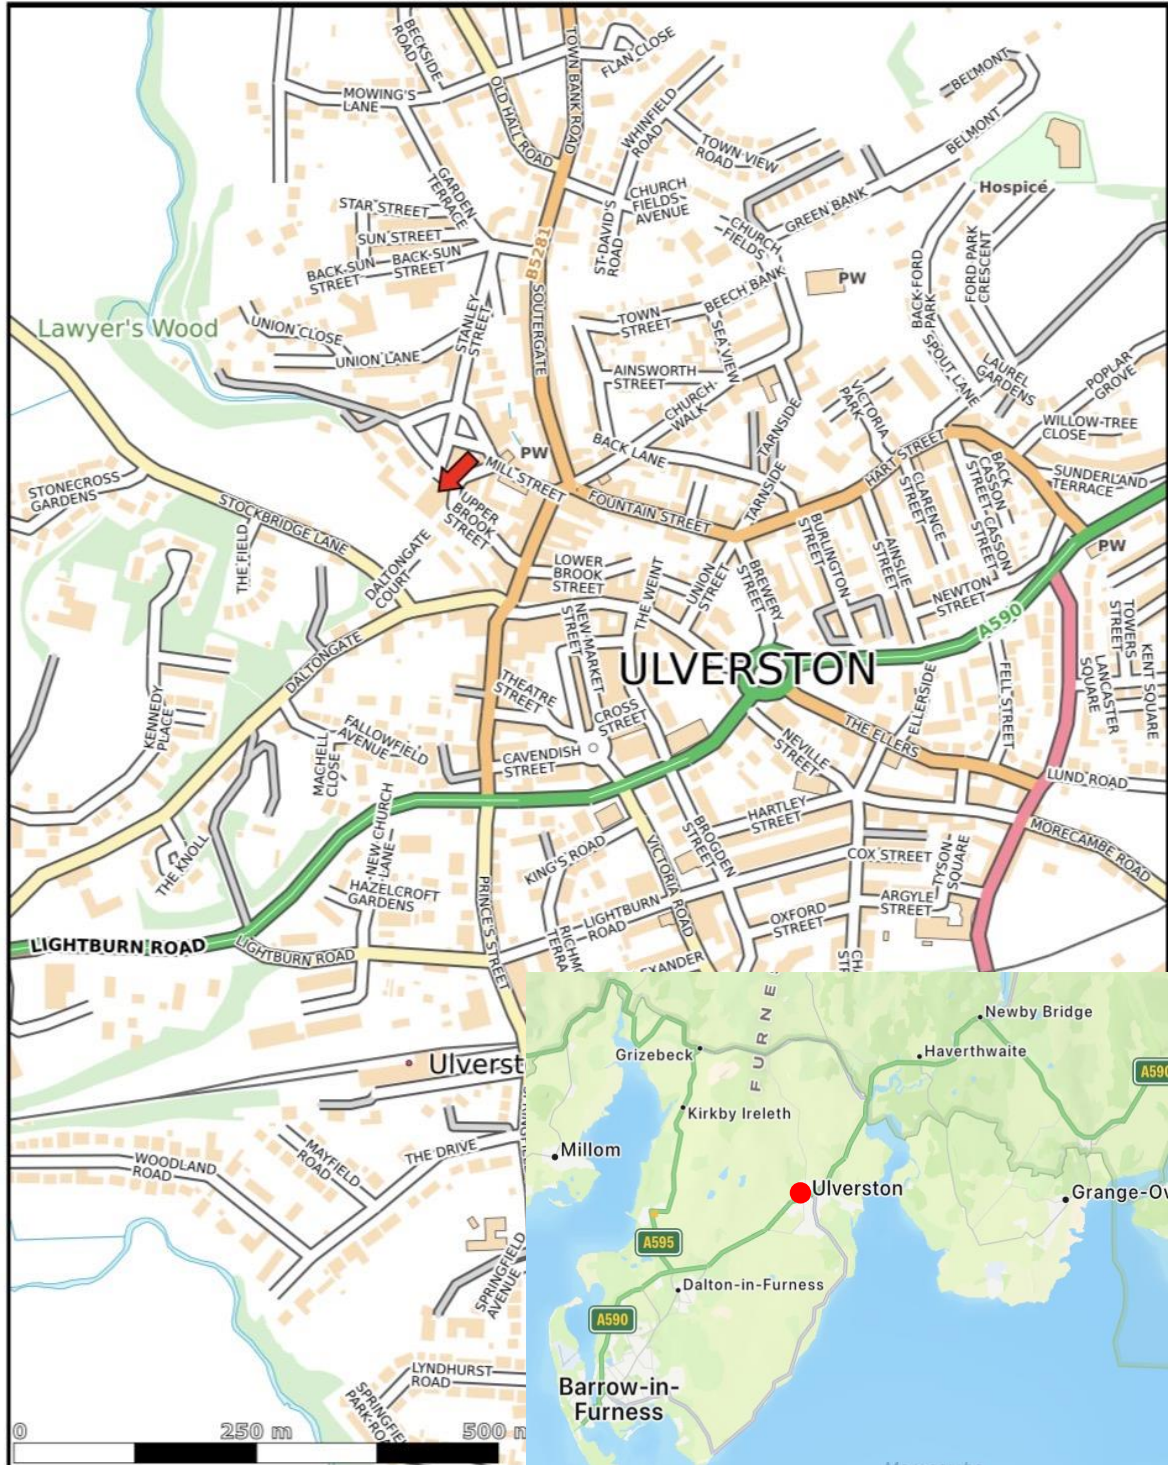 BECKSIDE
ROAD
TOWN BANK ROAD
FLAN CLOSE
MOWING'S
LANE
OLD HALL ROAD
WHINFIELD
ROAD
TOWN VIEW
ROAD
BELMONT
BELMONT
Hospice
GARDEN
TERRACE
STAR STREET
SUN STREET
BACK SUN
STREET
BACK SUN
STREET
B5281
CHURCH
FIELDS
AVENUE
ST DAVID'S
ROAD
CHURCH
FIELDS
GREEN BANK
PW
BACK FORD
PARK
FORD PARK
CRESCENT
Lawyer's Wood
UNION CLOSE
UNION LANE
STANLEY
STREET
SOUTERGATE
TOWN
STREET
BEECH BANK
SEA VIEW
AINSWORTH
STREET
CHURCH
WALK
BACK LANE
TARNSIDE
TARNSIDE
VICTORIA
PARK
SPOUT LANE
LAUREL
GARDENS
POPLAR
GROVE
WILLOW TREE
CLOSE
SUNDERLAND
TERRACE
HART STREET
BACK
CASSON
STREET
CASSON
STREET
CLARENCE
STREET
PW
MILL STREET
UPPER
BROOK
STREET
FOUNTAIN STREET
STONECROSS
GARDENS
STOCKBRIDGE LANE
THE FIELD
DALTONGATE
COURT
LOWER
BROOK
STREET
THE WEINT
UNION
STREET
BREWERY
STREET
BURLINGTON
STREET
AINSLIE
STREET
NEWTON
STREET
PW
A590
DALTONGATE
NEW MARKET
STREET
ULVERSTON
THEATRE
STREET
CROSS
STREET
CAVENDISH
STREET
ELLERSIDE
FELL STREET
TOWERS
STREET
LANCASTER
SQUARE
KENT SQUARE
KENNEDY
PLACE
FALLOWFIELD
AVENUE
MACHELL
CLOSE
THE ELLERS
NEVILLE
STREET
LUND ROAD
THE KNOLL
NEW CHURCH
LANE
HAZELCROFT
GARDENS
KING'S ROAD
HARTLEY
STREET
BROGDEN
STREET
VICTORIA ROAD
COX STREET
TYSON
SQUARE
MORECAMBE ROAD
ARGYLE
STREET
OXFORD
STREET
LIGHTBURN ROAD
LIGHTBURN ROAD
PRINCE'S STREET
LIGHTBURN
ROAD
RICHMO
TERRA
EXANDER
CHA
STR
Ulverst
WOODLAND
ROAD
MAYFIELD
ROAD
THE DRIVE
SPRINGFIELD
AVENUE
LYNDHURST
ROAD
SPRINGFIE
PARK ROA
0
250 m
500 m
FURNE
Newby Bridge
Grizebeck
Haverthwaite
A590
Kirkby Ireleth
Millom
Ulverston
Grange-Ov
A595
Dalton-in-Furness
A590
Barrow-in-
Furness